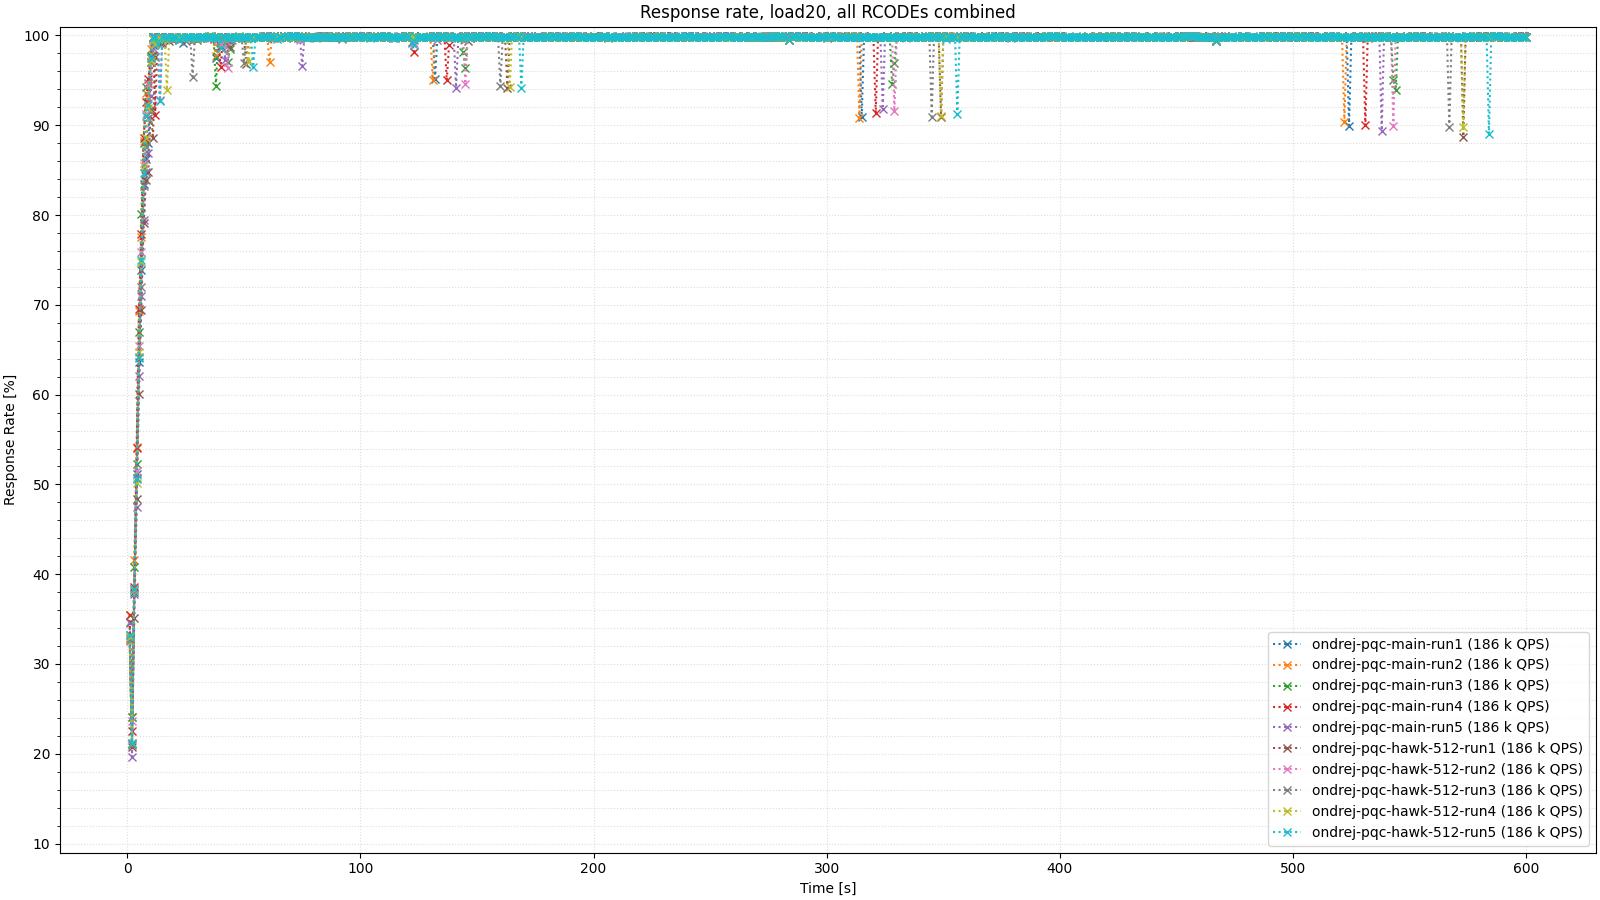 Response rate, load20, all RCODEs combined
Response Rate [%]
100
90
80
70
60
50
40
30
20
10
0
100
200
300
400
500
600
Time [s]
ondrej-pqc-main-run1 (186 k QPS)
ondrej-pqc-main-run2 (186 k QPS)
ondrej-pqc-main-run3 (186 k QPS)
ondrej-pqc-main-run4 (186 k QPS)
ondrej-pqc-main-run5 (186 k QPS)
ondrej-pqc-hawk-512-run1 (186 k QPS)
ondrej-pqc-hawk-512-run2 (186 k QPS)
ondrej-pqc-hawk-512-run3 (186 k QPS)
ondrej-pqc-hawk-512-run4 (186 k QPS)
ondrej-pqc-hawk-512-run5 (186 k QPS)